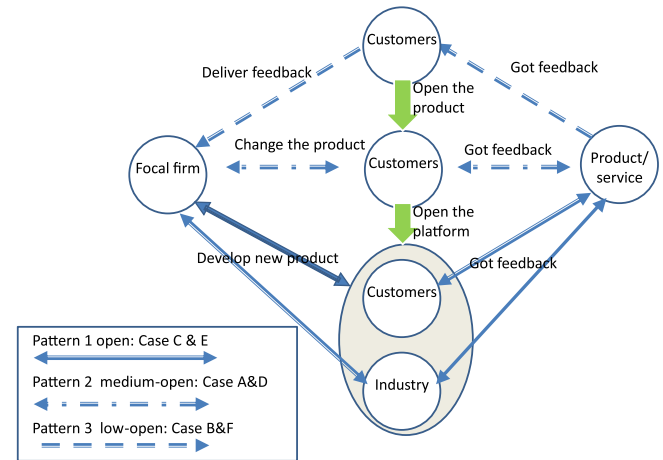 Customers
Deliver feedback
Got feedback
Open the
product
Change the product
Got feedback
Focal firm
Customers
Product/
service
Open the
platform
Develop new product
Got feedback
Customers
Industry
Pattern 1 open: Case C & E
Pattern 2  medium-open: Case A&D
Pattern 3  low-open: Case B&F